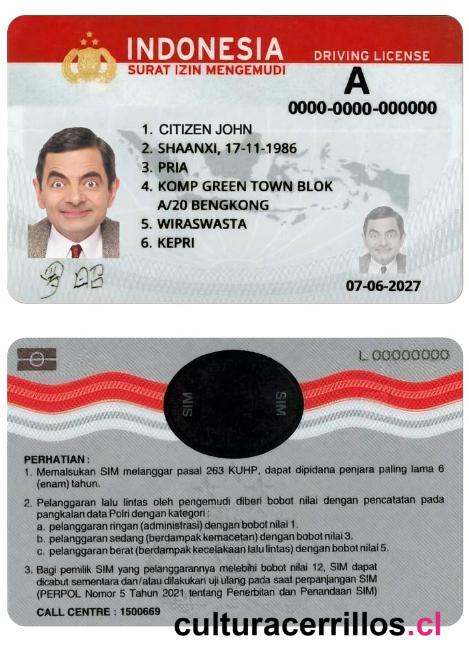 INDONESIA
SURAT IZIN MENGEMUDI
DRIVING LICENSE
A
0000-0000-000000
1. CITIZEN JOHN
2. SHAANXI, 17-11-1986
3. PRIA
4. KOMP GREEN TOWN BLOK
A/20 BENGKONG
5. WIRASWASTA
6. KEPRI
07-06-2027
L 00000000
SIM
SIM
PERHATIAN :
1. Memalsukan SIM melanggar pasal 263 KUHP, dapat dipidana penjara paling lama 6
(enam) tahun.
2. Pelanggaran lalu lintas oleh pengemudi diberi bobot nilai dengan pencatatan pada
pangkalan data Polri dengan kategori :
a. pelanggaran ringan (administrasi) dengan bobot nilai 1.
b. pelanggaran sedang (berdampak kemacetan) dengan bobot nilai 3.
c. pelanggaran berat (berdampak kecelakaan lalu lintas) dengan bobot nilai 5.
3. Bagi pemilik SIM yang pelanggarannya melebihi bobot nilai 12, SIM dapat
dicabut sementara dan/atau dilakukan uji ulang pada saat perpanjangan SIM
(PERPOL Nomor 5 Tahun 2021 tentang Penerbitan dan Penandaan SIM)
CALL CENTRE : 1500669
culturacerrillos.cl